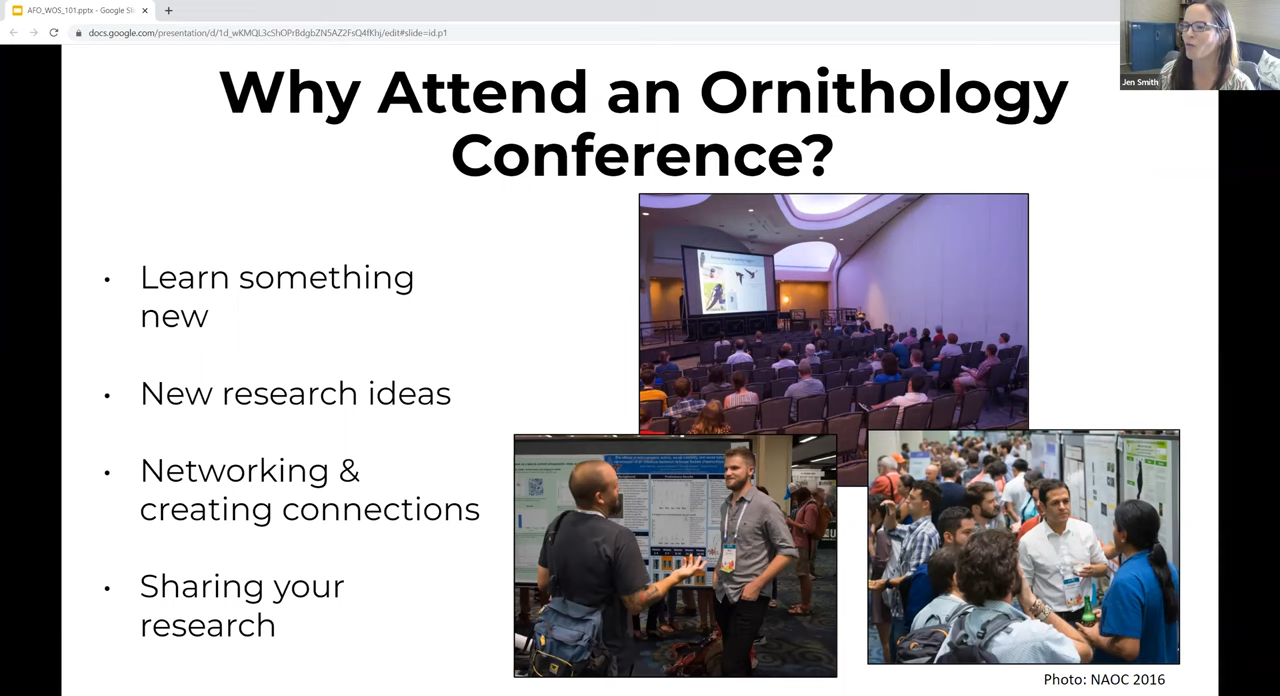 AFO_WOS_101.pptx - Google Sli
docs.google.com/presentation/d/1d_wKMQL3cShOPrBdgbZN5AZ2FsQ4fKhj/edit#slide=id.p1
Jen Smith
Why Attend an Ornithology
Conference?
• Learn something
new
• New research ideas
• Networking &
creating connections
• Sharing your
research
Photo: NAOC 2016